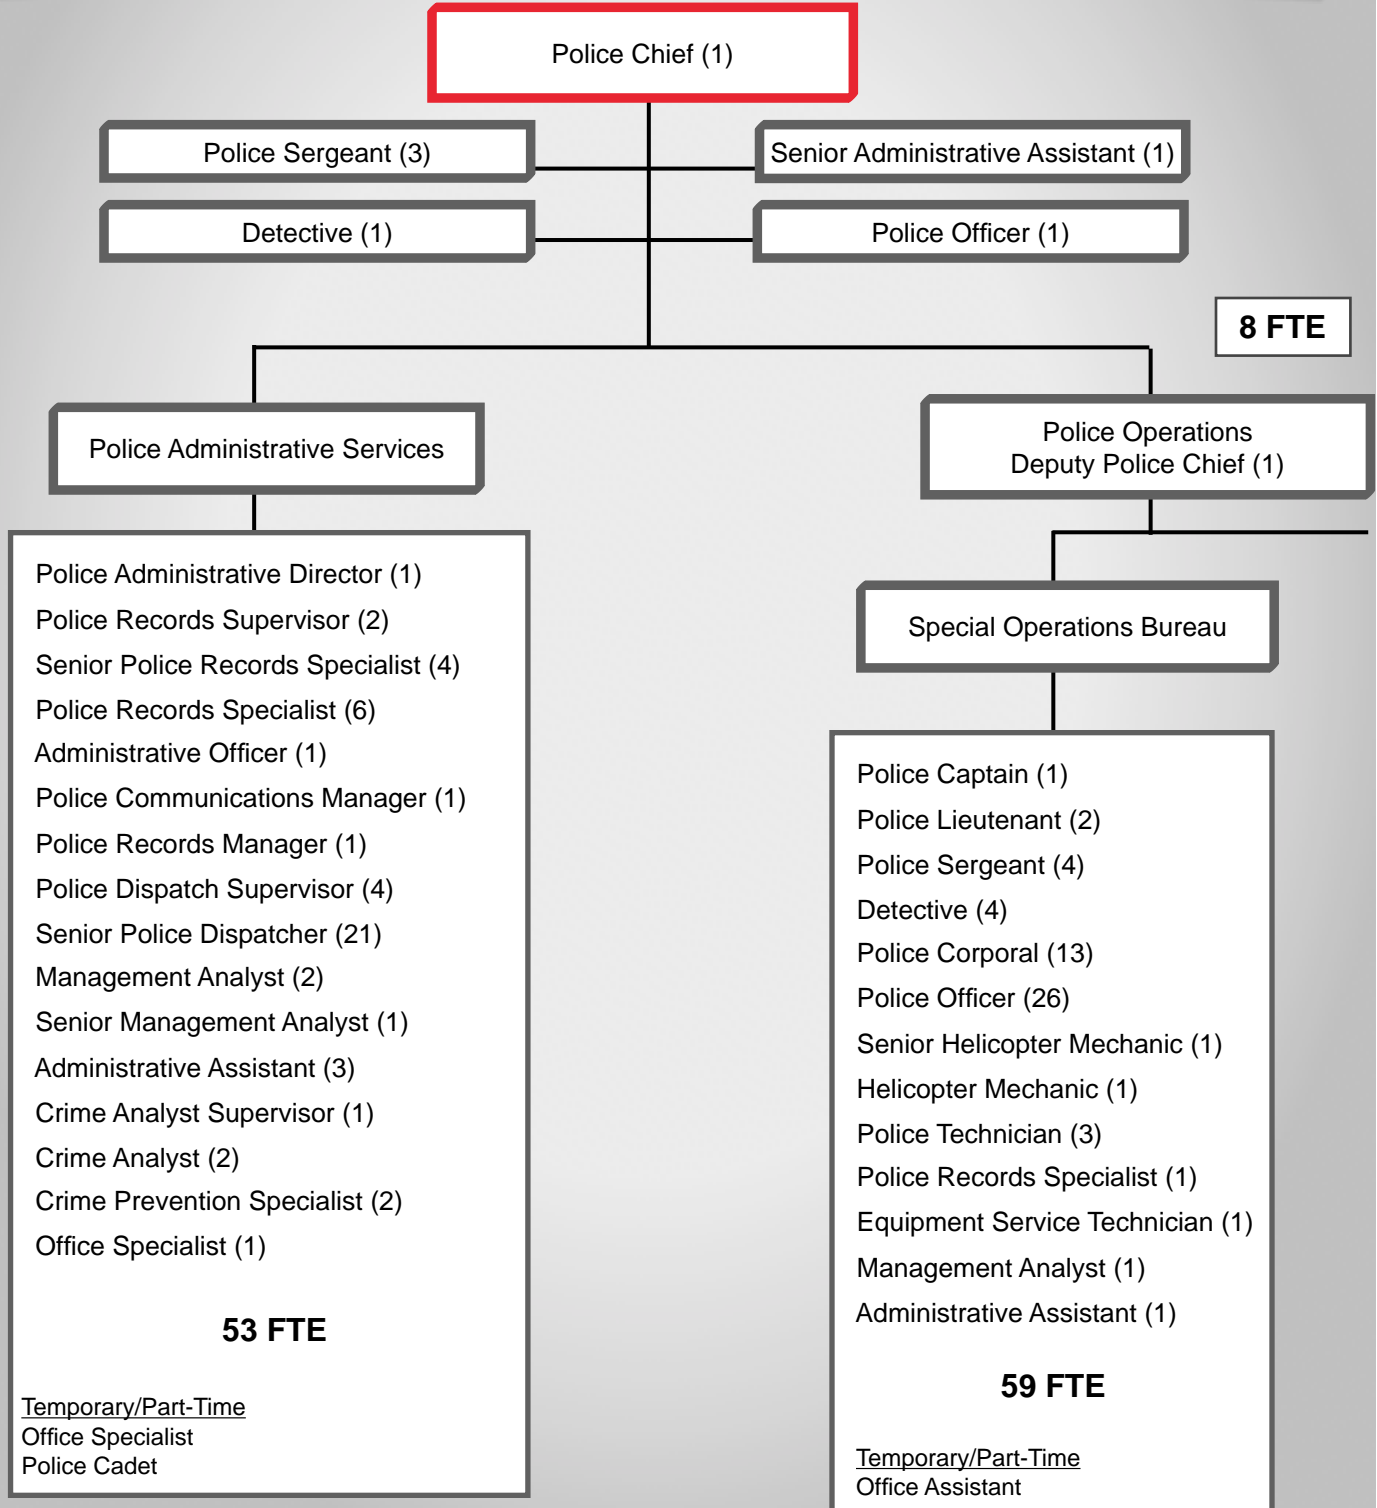 Police Chief (1)
Police Sergeant (3)
Senior Administrative Assistant (1)
Detective (1)
Police Officer (1)
8 FTE
Police Administrative Services
Police Operations
Deputy Police Chief (1)
Police Administrative Director (1)
Police Records Supervisor (2)
Senior Police Records Specialist (4)
Police Records Specialist (6)
Administrative Officer (1)
Police Communications Manager (1)
Police Records Manager (1)
Police Dispatch Supervisor (4)
Senior Police Dispatcher (21)
Management Analyst (2)
Senior Management Analyst (1)
Administrative Assistant (3)
Crime Analyst Supervisor (1)
Crime Analyst (2)
Crime Prevention Specialist (2)
Office Specialist (1)
53 FTE
Temporary/Part-Time
Office Specialist
Police Cadet
Special Operations Bureau
Police Captain (1)
Police Lieutenant (2)
Police Sergeant (4)
Detective (4)
Police Corporal (13)
Police Officer (26)
Senior Helicopter Mechanic (1)
Helicopter Mechanic (1)
Police Technician (3)
Police Records Specialist (1)
Equipment Service Technician (1)
Management Analyst (1)
Administrative Assistant (1)
59 FTE
Temporary/Part-Time
Office Assistant